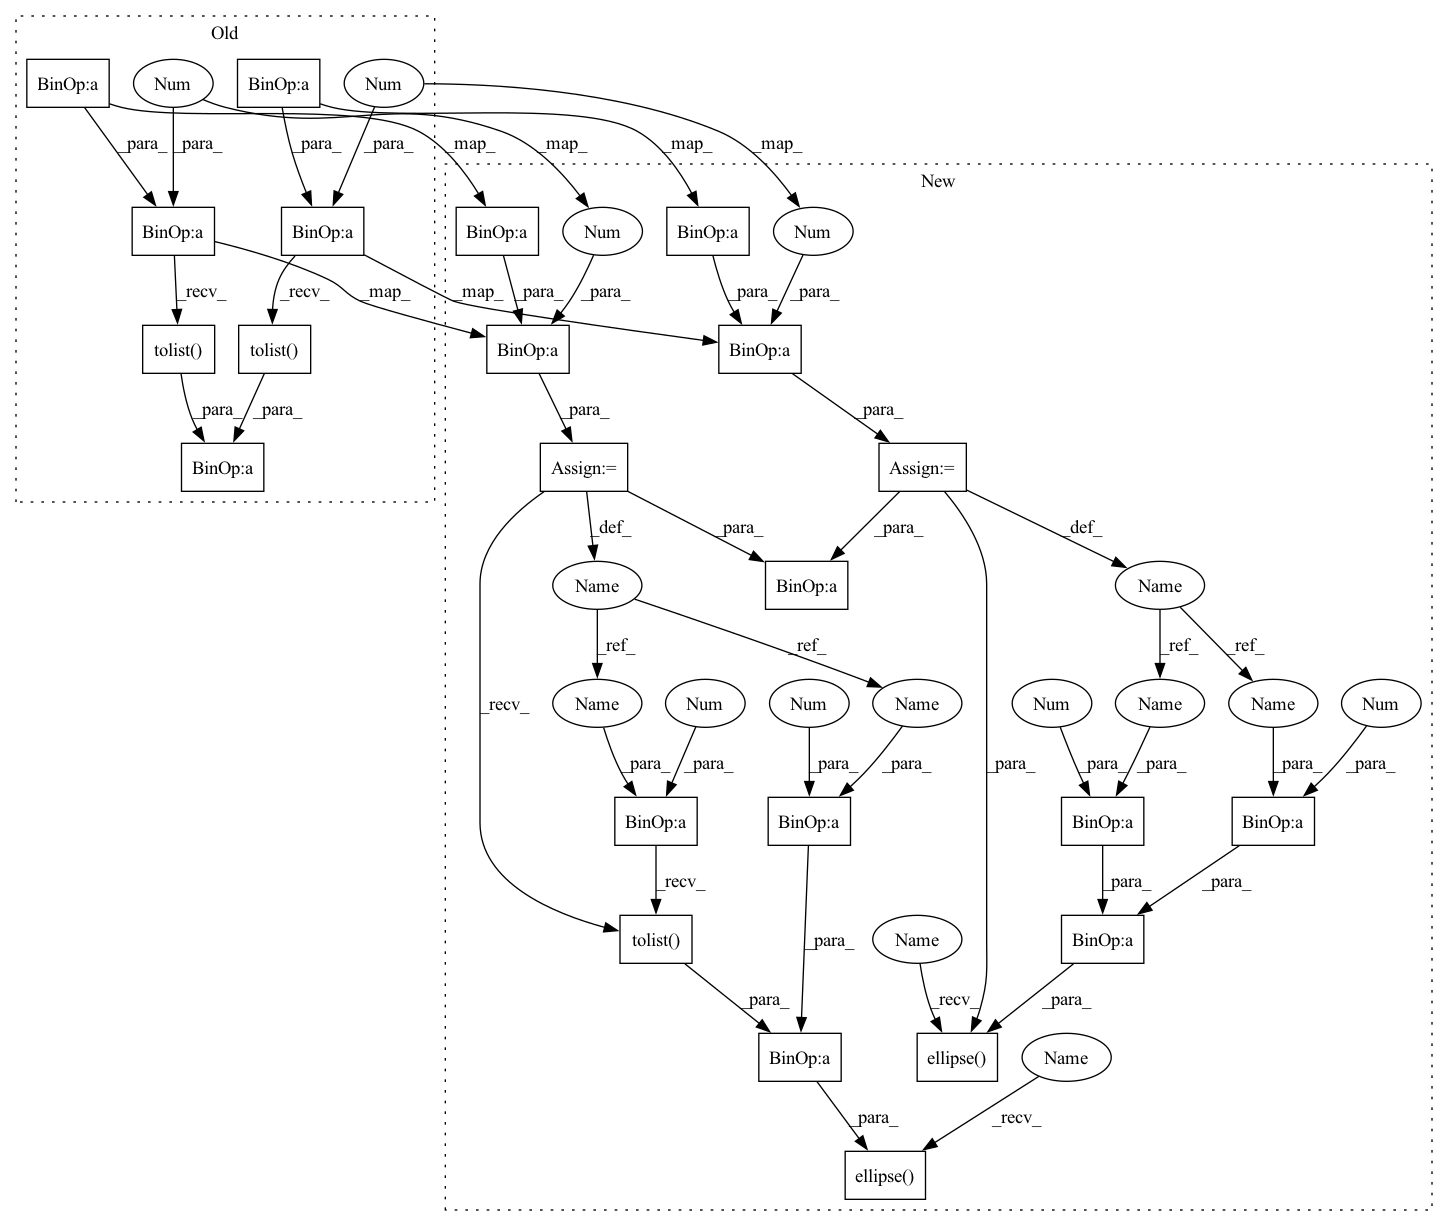 Old
BinOp:a
Num
BinOp:a
Num
_para_
_para_
_para_
_para_
_map_
_map_
_map_
_map_
New
BinOp:a
BinOp:a
BinOp:a
Num
BinOp:a
Num
_recv_
_recv_
_map_
_map_
_para_
_para_
_para_
_para_
tolist()
tolist()
BinOp:a
BinOp:a
_para_
_para_
_para_
_para_
BinOp:a
Assign:=
Assign:=
_def_
_para_
_para_
_def_
Name
BinOp:a
Name
_ref_
_ref_
_ref_
_ref_
_recv_
Name
Num
Num
Name
Num
Name
Name
Num
_para_
_para_
_para_
_para_
_para_
_para_
_para_
_para_
_para_
BinOp:a
BinOp:a
BinOp:a
BinOp:a
_recv_
_para_
_para_
tolist()
_para_
Name
BinOp:a
_para_
_recv_
_para_
BinOp:a
ellipse()
Name
_para_
_recv_
ellipse()